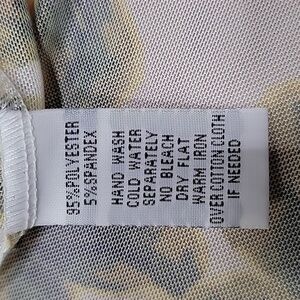 95%POLYESTER
5%SPANDEX
HAND WASH
COLD WATER
SEPARATELY
NO BLEACH
DRY FLAT
WARM IRON
OVER COTTON CLOTH
IF NEEDED